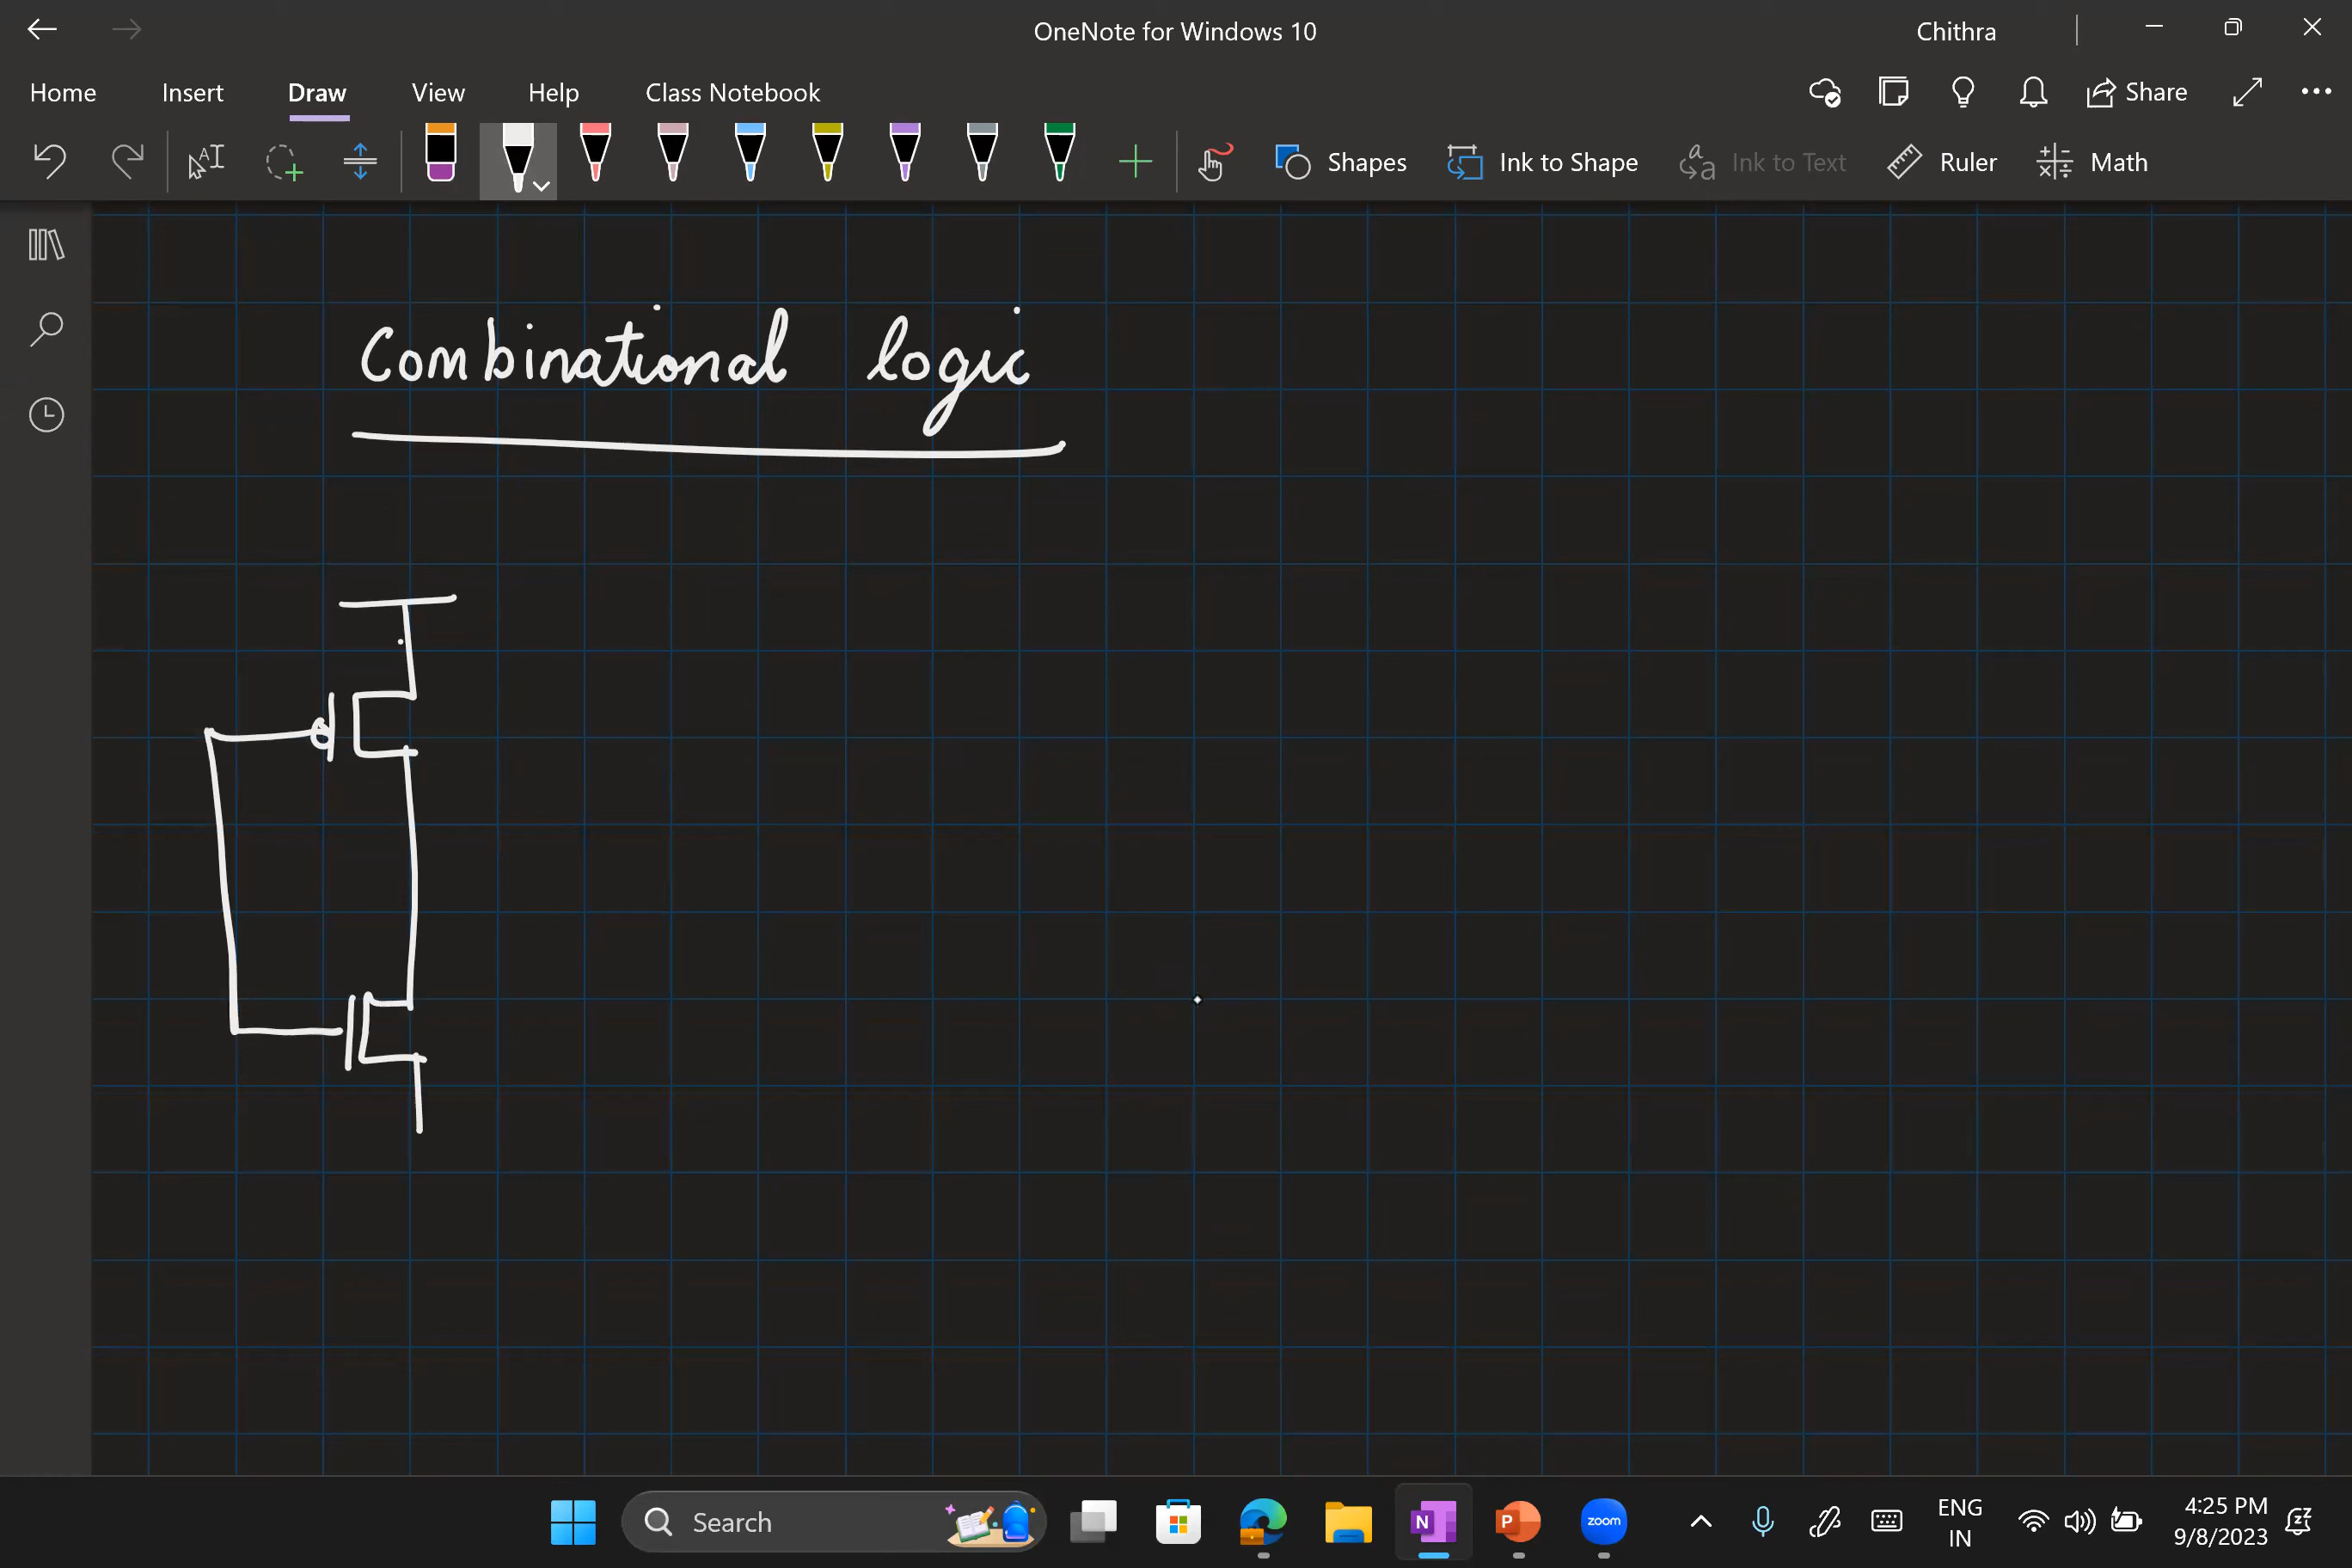 OneNote for Windows 10
Chithra
Home Insert Draw View Help Class Notebook
Share
Shapes Ink to Shape Ink to Text Ruler Math
Combinational logic
Search
zoom
ENG
IN
4:25 PM
9/8/2023